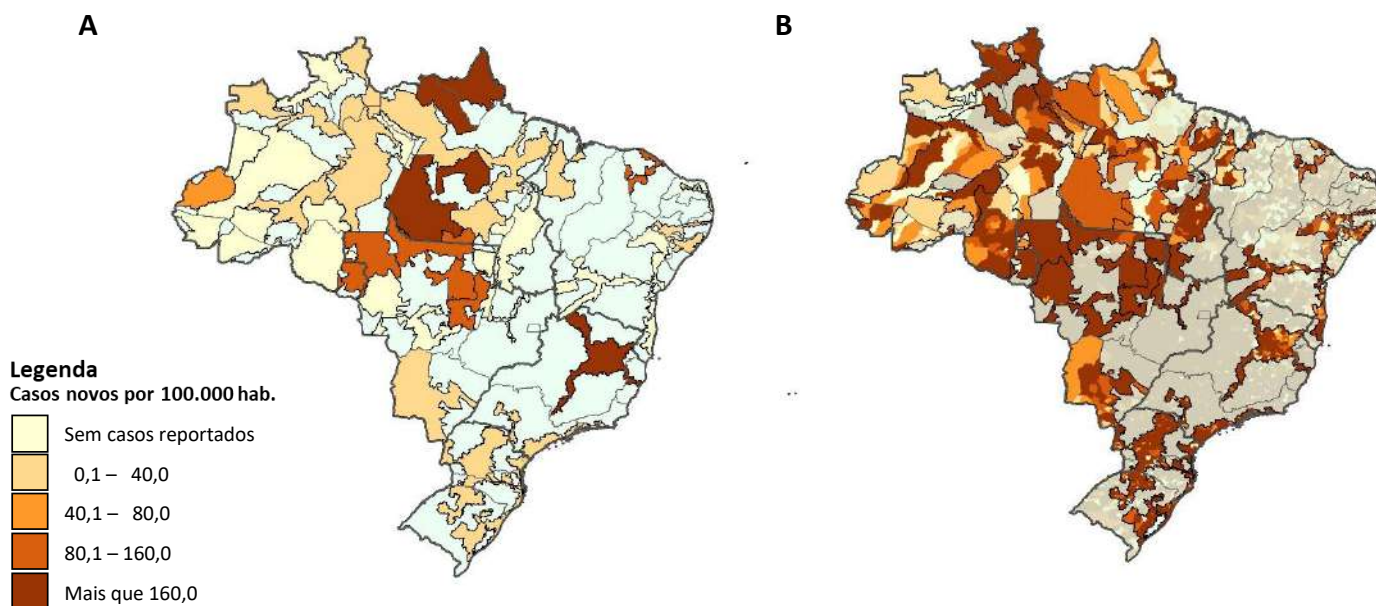 A
B
Legenda
Casos novos por 100.000 hab.
Sem casos reportados
0,1 – 40,0
40,1 – 80,0
80,1 – 160,0
Mais que 160,0